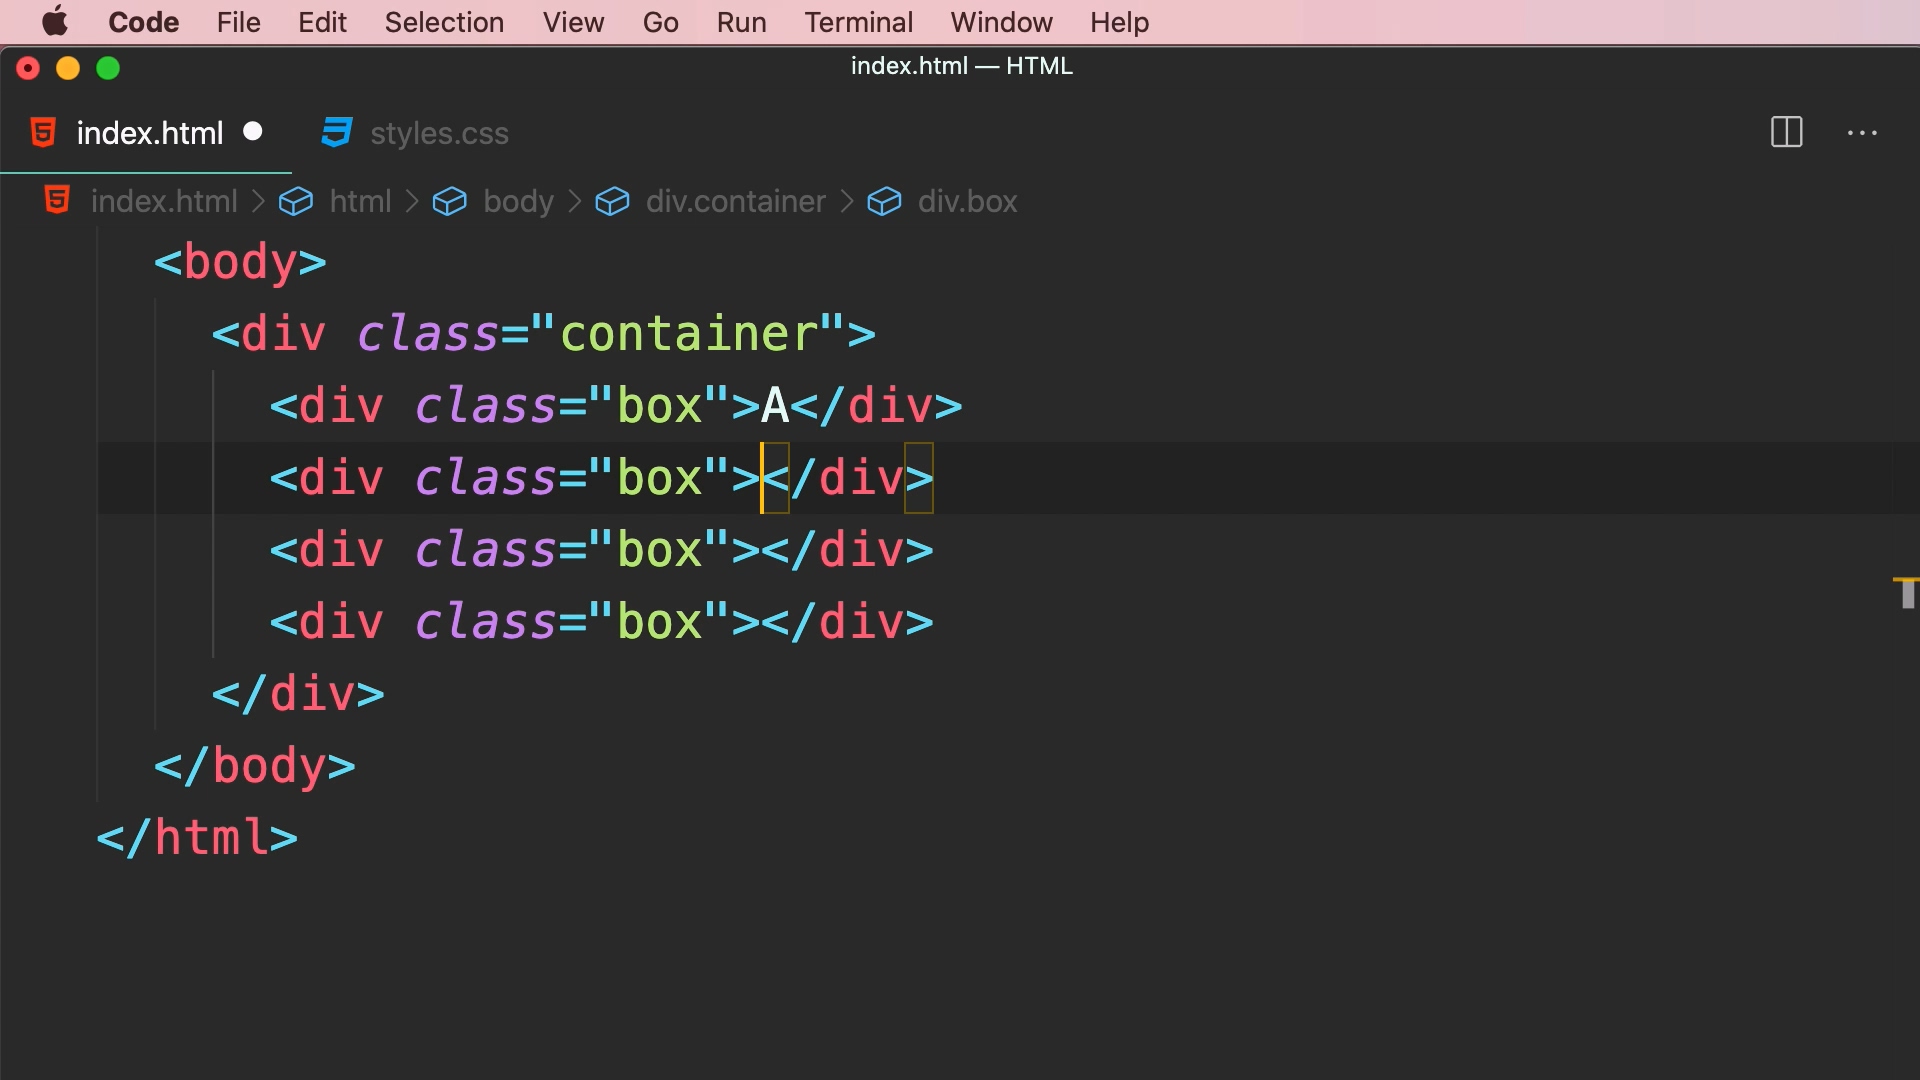 Code File Edit Selection View Go Run Terminal Window Help
index.html — HTML
index.html styles.css
index.html > html > body > div.container > div.box
<body>
<div class="container">
<div class="box">A</div>
<div class="box"></div>
<div class="box"></div>
<div class="box"></div>
</div>
</body>
</html>